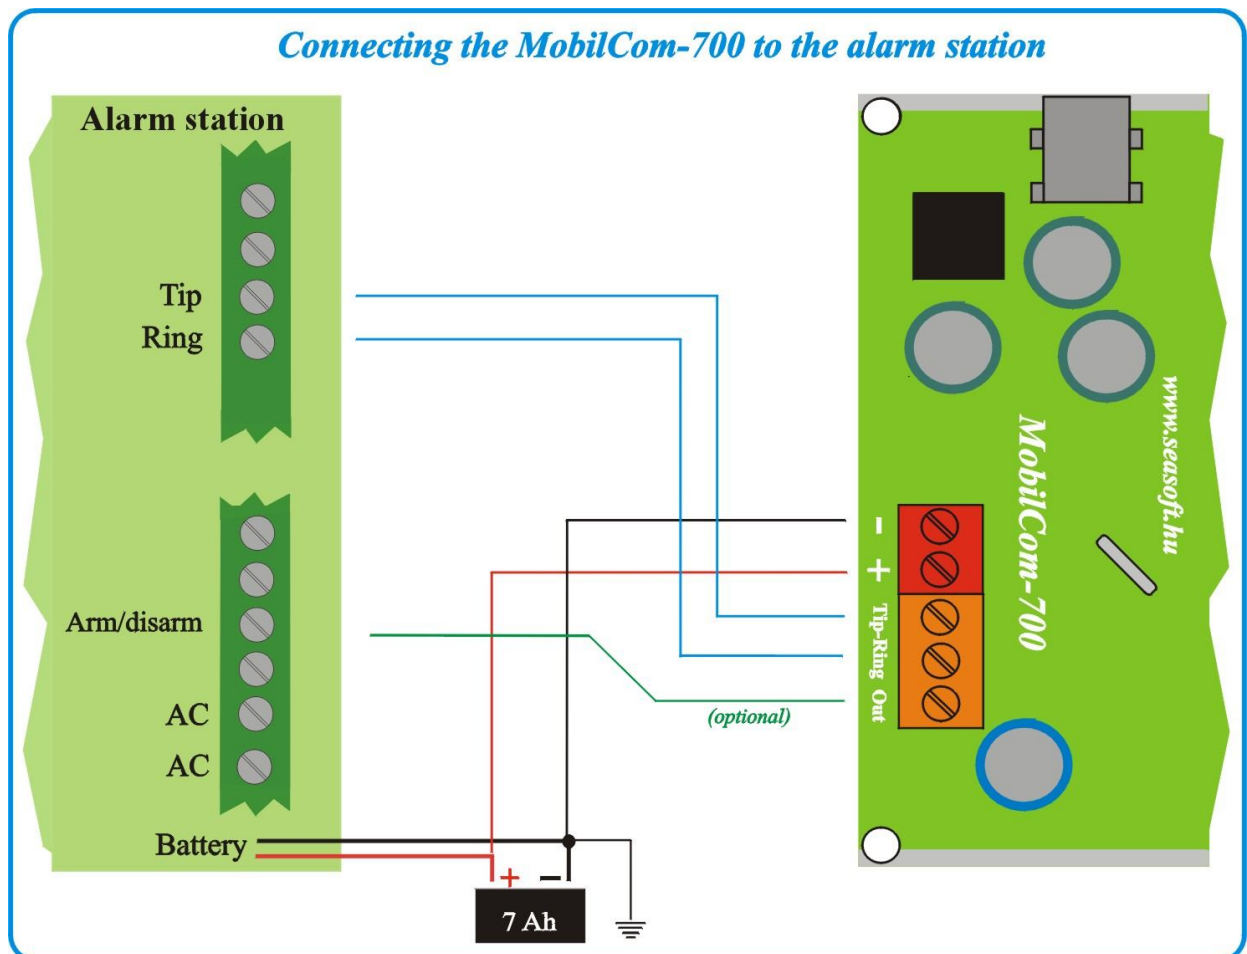 Connecting the MobilCom-700 to the alarm station
Alarm station
Tip
Ring
Arm/disarm
AC
AC
Battery
+ -
7 Ah
(optional)
-
+
Tip-Ring Out
MobilCom-700
www.seasoft.hu